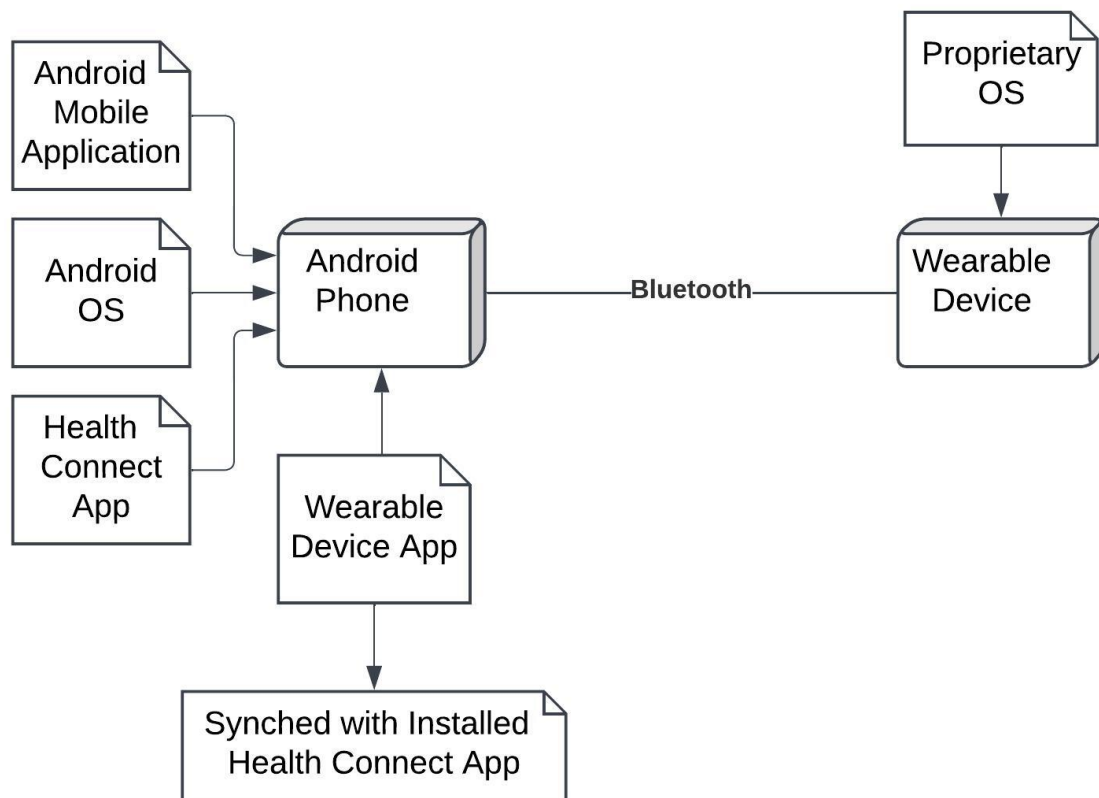 Android
Mobile
Application
Proprietary
OS
Android
OS
Android
Phone
Bluetooth
Wearable
Device
Health
Connect
App
Wearable
Device App
Synched with Installed
Health Connect App